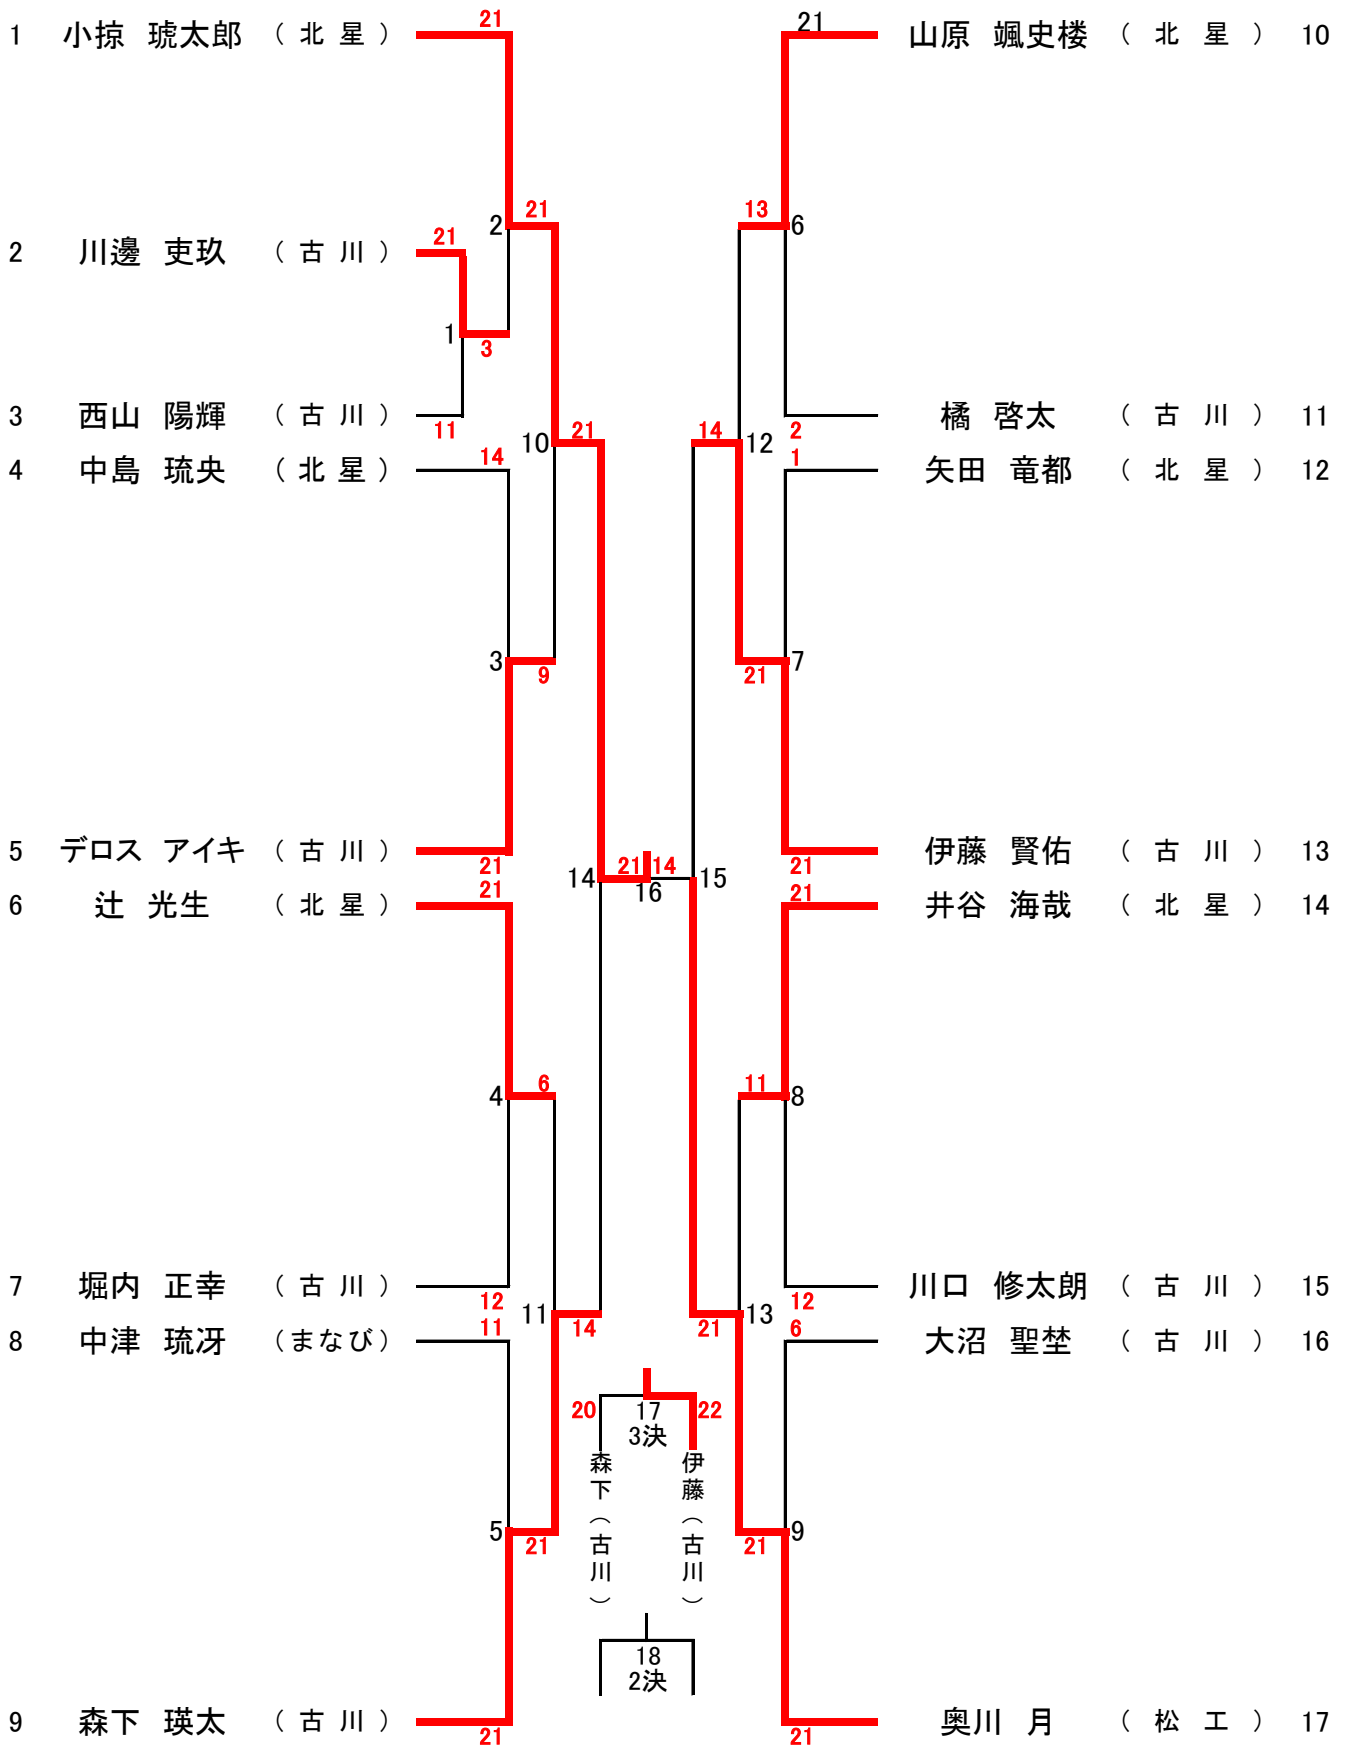 1 小掠 琥太郎 （ 北 星 ） 21 21 山原 颯史楼 （ 北 星 ） 10
2 21 13 6
2 川邊 吏玖 （ 古 川 ） 21
1 3
3 西山 陽輝 （ 古 川 ） 11 橘 啓太 （ 古 川 ） 11
2
10 21 14 12
4 中島 琉央 （ 北 星 ） 14 1 矢田 竜都 （ 北 星 ） 12
3 9 21 7
5 デロス アイキ （ 古 川 ） 21 21 伊藤 賢佑 （ 古 川 ） 13
14 21 14 15
16
6 辻 光生 （ 北 星 ） 21 21 井谷 海哉 （ 北 星 ） 14
4 6 11 8
7 堀内 正幸 （ 古 川 ） 12 12 川口 修太朗 （ 古 川 ） 15
11 14 21 13
8 中津 琉冴 （まなび） 11 6 大沼 聖埜 （ 古 川 ） 16
20 17 22
3決
森下（古川）
伊藤（古川）
5 21 21 9
18
2決
9 森下 瑛太 （ 古 川 ） 21 21 奥川 月 （ 松 工 ） 17